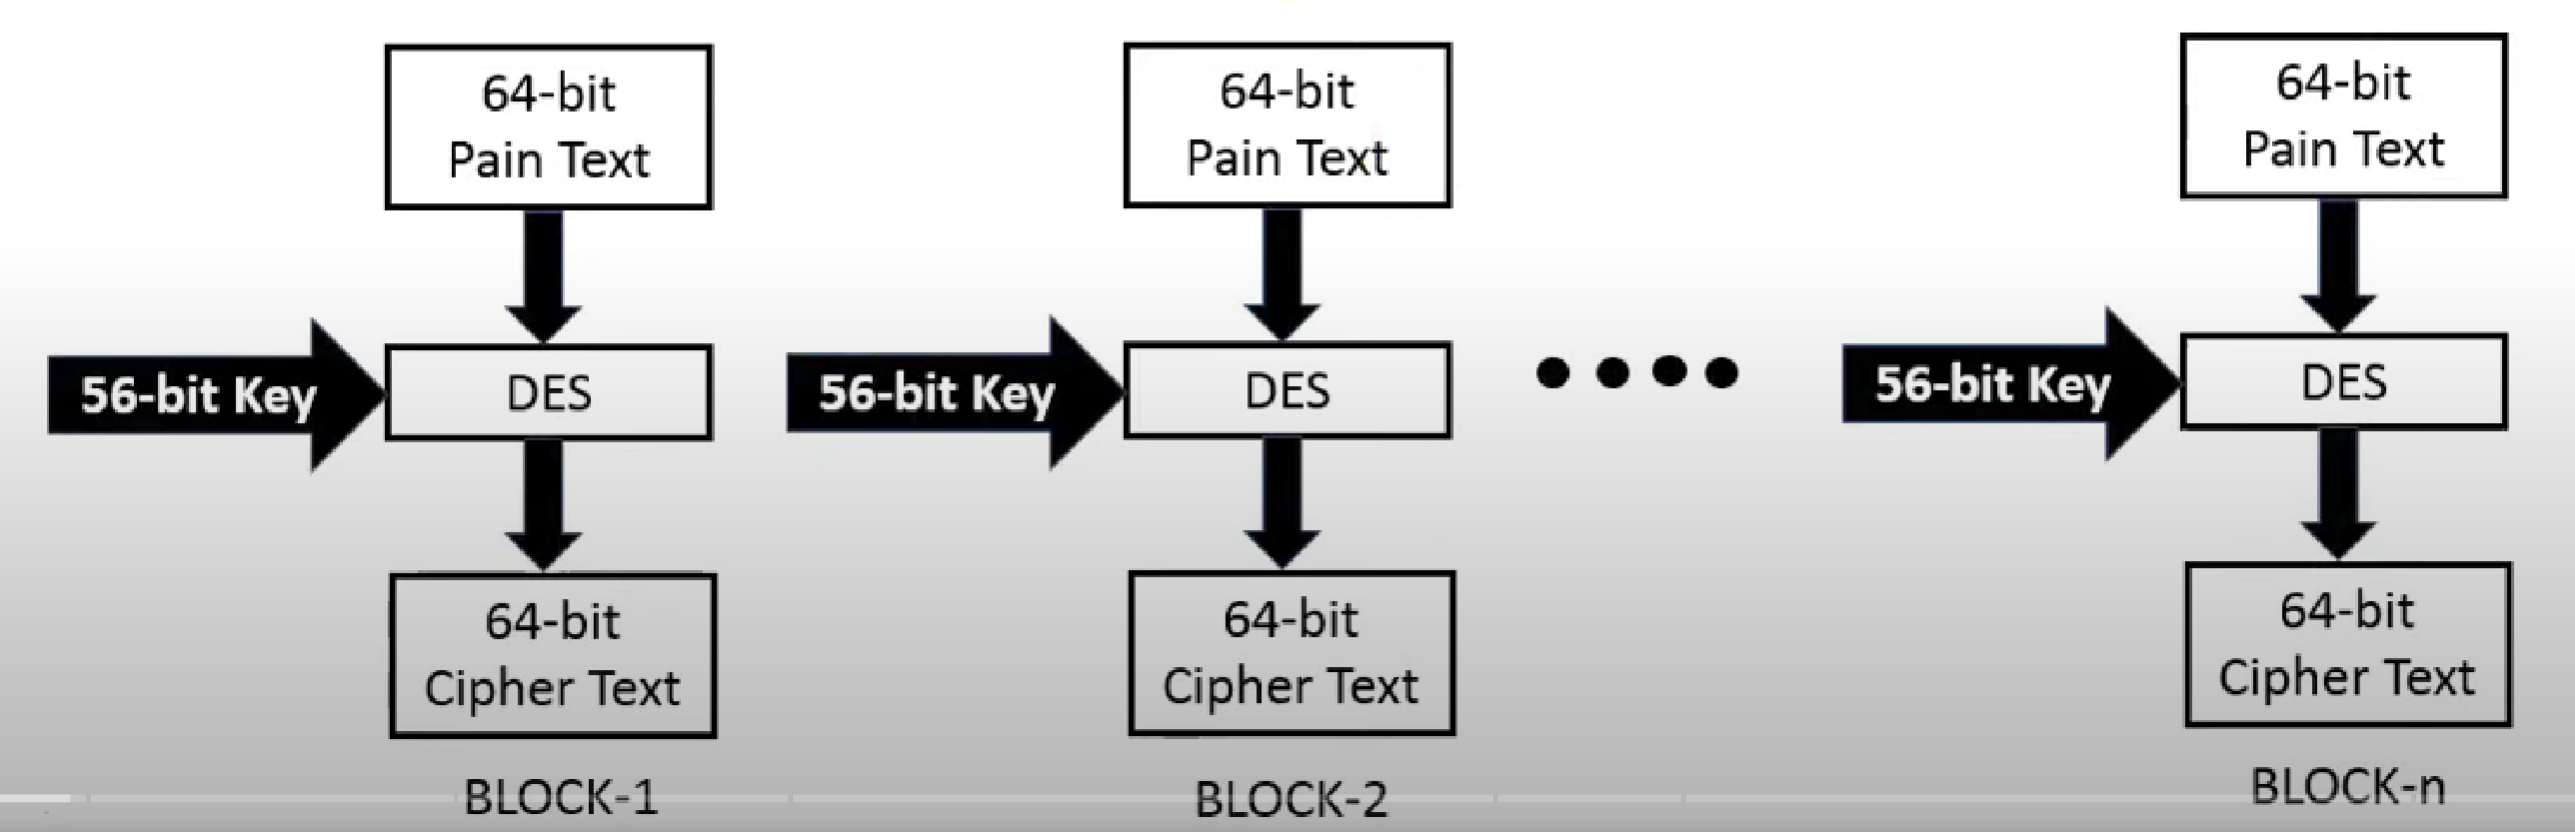 64-bit
Pain Text
64-bit
Pain Text
64-bit
Pain Text
56-bit Key
DES
56-bit Key
DES
56-bit Key
DES
64-bit
Cipher Text
64-bit
Cipher Text
64-bit
Cipher Text
BLOCK-1
BLOCK-2
BLOCK-n